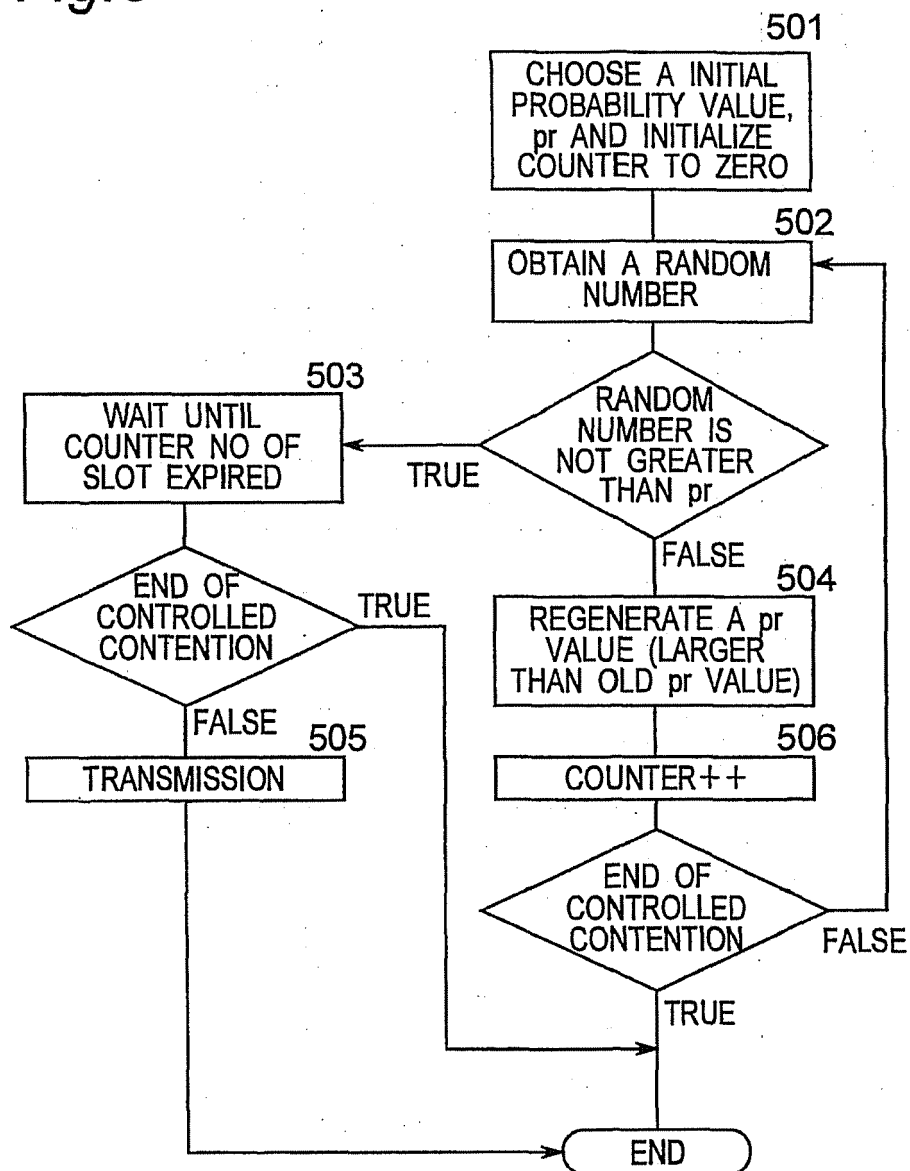 501
CHOOSE A INITIAL
PROBABILITY VALUE,
pr AND INITIALIZE
COUNTER TO ZERO
502
OBTAIN A RANDOM
NUMBER
RANDOM
NUMBER IS
NOT GREATER
THAN pr
TRUE
FALSE
503
WAIT UNTIL
COUNTER NO OF
SLOT EXPIRED
END OF
CONTROLLED
CONTENTION
TRUE
FALSE
505
TRANSMISSION
504
REGENERATE A pr
VALUE (LARGER
THAN OLD pr VALUE)
506
COUNTER++
END OF
CONTROLLED
CONTENTION
FALSE
TRUE
END